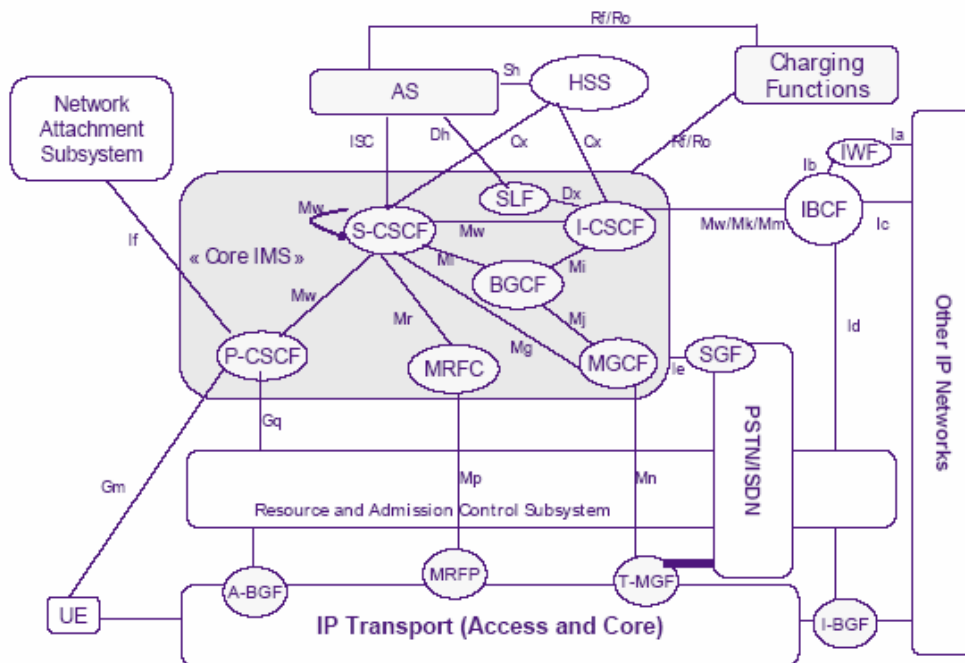 Rf/Ro
Sh
HSS
Charging
Functions
AS
Network
Attachment
Subsystem
ISC
Dh
Cx
Cx
Rf/Ro
Ia
Ib
IWF
SLF
Dx
Mw
S-CSCF
Mw
I-CSCF
Mw/Mk/Mm
IBCF
Ic
If
« Core IMS »
Mi
BGCF
Mi
Mw
Mr
Mj
Id
Mg
P-CSCF
MRFC
MGCF
Ie
SGF
Other IP Networks
PSTN/ISDN
Gq
Gm
Mp
Mn
Resource and Admission Control Subsystem
A-BGF
MRFP
T-MGF
UE
IP Transport (Access and Core)
I-BGF